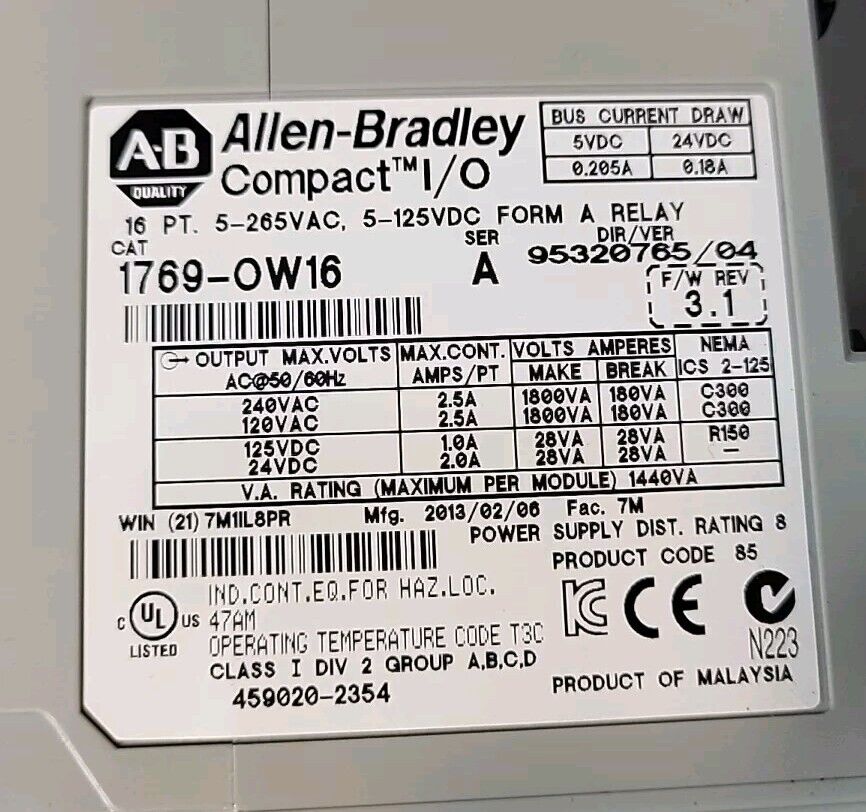 A-B
QUALITY
Allen-Bradley
Compact™ I/O
BUS CURRENT DRAW
5VDC 24VDC
0.205A 0.18A
16 PT. 5-265VAC, 5-125VDC FORM A RELAY
CAT SER DIR/VER
1769-OW16 A 95320765/04
F/W REV
3.1
OUTPUT MAX.VOLTS MAX.CONT. VOLTS AMPERES NEMA
AC@50/60Hz AMPS/PT MAKE BREAK ICS 2-125
240VAC 2.5A 1800VA 180VA C300
120VAC 2.5A 1800VA 180VA C300
125VDC 1.0A 28VA 28VA R150
24VDC 2.0A 28VA 28VA —
V.A. RATING (MAXIMUM PER MODULE) 1440VA
WIN (21) 7M1IL8PR Mfg. 2013/02/06 Fac. 7M
POWER SUPPLY DIST. RATING 8
PRODUCT CODE 85
IND.CONT.EQ.FOR HAZ.LOC.
C UL US 47AM
LISTED OPERATING TEMPERATURE CODE T3C
CLASS I DIV 2 GROUP A,B,C,D
459020-2354
KC CE
N223
PRODUCT OF MALAYSIA